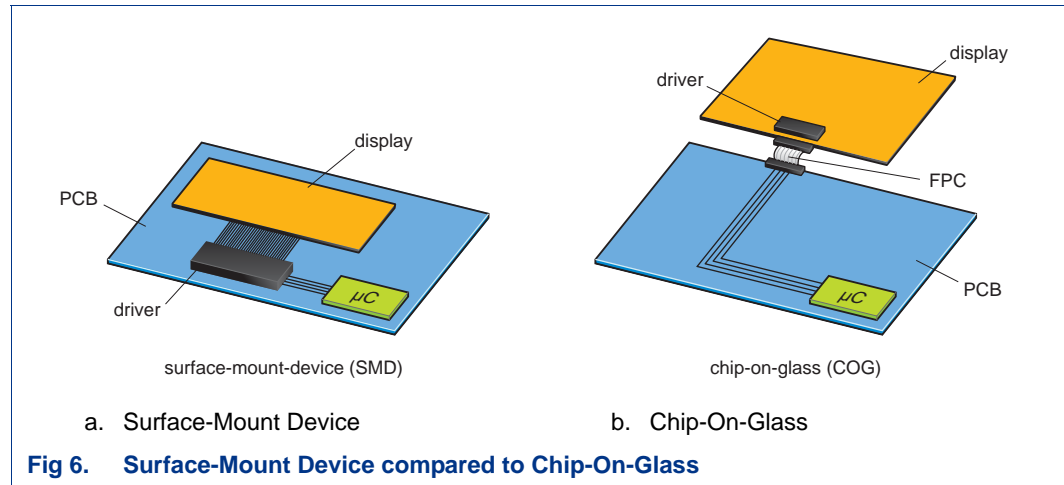 display
PCB
driver
µC
surface-mount-device (SMD)
display
driver
FPC
PCB
µC
chip-on-glass (COG)
a. Surface-Mount Device
b. Chip-On-Glass
Fig 6. Surface-Mount Device compared to Chip-On-Glass